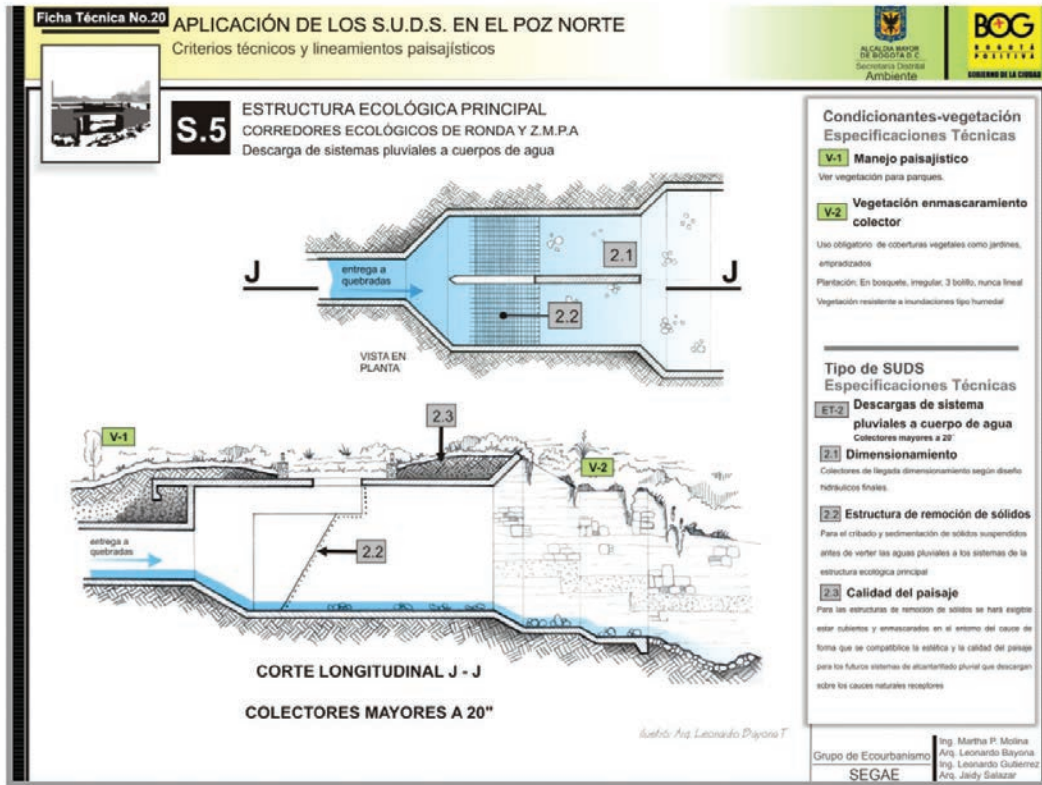 Ficha Técnica No.20
APLICACIÓN DE LOS S.U.D.S. EN EL POZ NORTE
Criterios técnicos y lineamientos paisajísticos
ALCALDIA MAYOR
DE BOGOTA D.C.
Secretaría Distrital
Ambiente
BOG
BOGOTÁ
POSITIVA
GOBIERNO DE LA CIUDAD
S.5
ESTRUCTURA ECOLÓGICA PRINCIPAL
CORREDORES ECOLÓGICOS DE RONDA Y Z.M.P.A
Descarga de sistemas pluviales a cuerpos de agua
J
entrega a
quebradas
2.1
J
2.2
VISTA EN
PLANTA
V-1
2.3
V-2
entrega a
quebradas
2.2
CORTE LONGITUDINAL J - J
COLECTORES MAYORES A 20"
Ilustró: Arq. Leonardo Bayona T
Condicionantes-vegetación
Especificaciones Técnicas
V-1 Manejo paisajístico
Ver vegetación para parques.
V-2 Vegetación enmascaramiento
colector
Uso obligatorio de coberturas vegetales como jardines,
empradizados
Plantación: En bosquete, irregular, 3 bolillo, nunca lineal
Vegetación resistente a inundaciones tipo humedal
Tipo de SUDS
Especificaciones Técnicas
ET-2 Descargas de sistema
pluviales a cuerpo de agua
Colectores mayores a 20"
2.1 Dimensionamiento
Colectores de llegada dimensionamiento según diseño
hidráulicos finales.
2.2 Estructura de remoción de sólidos
Para el cribado y sedimentación de sólidos suspendidos
antes de verter las aguas pluviales a los sistemas de la
estructura ecológica principal
2.3 Calidad del paisaje
Para las estructuras de remoción de sólidos se hará exigible
estar cubiertos y enmascarados en el entorno del cauce de
forma que se compatibilice la estética y la calidad del paisaje
para los futuros sistemas de alcantarillado pluvial que descargan
sobre los cauces naturales receptores
Grupo de Ecourbanismo
SEGAE
Ing. Martha P. Molina
Arq. Leonardo Bayona
Ing. Leonardo Gutierrez
Arq. Jaidy Salazar